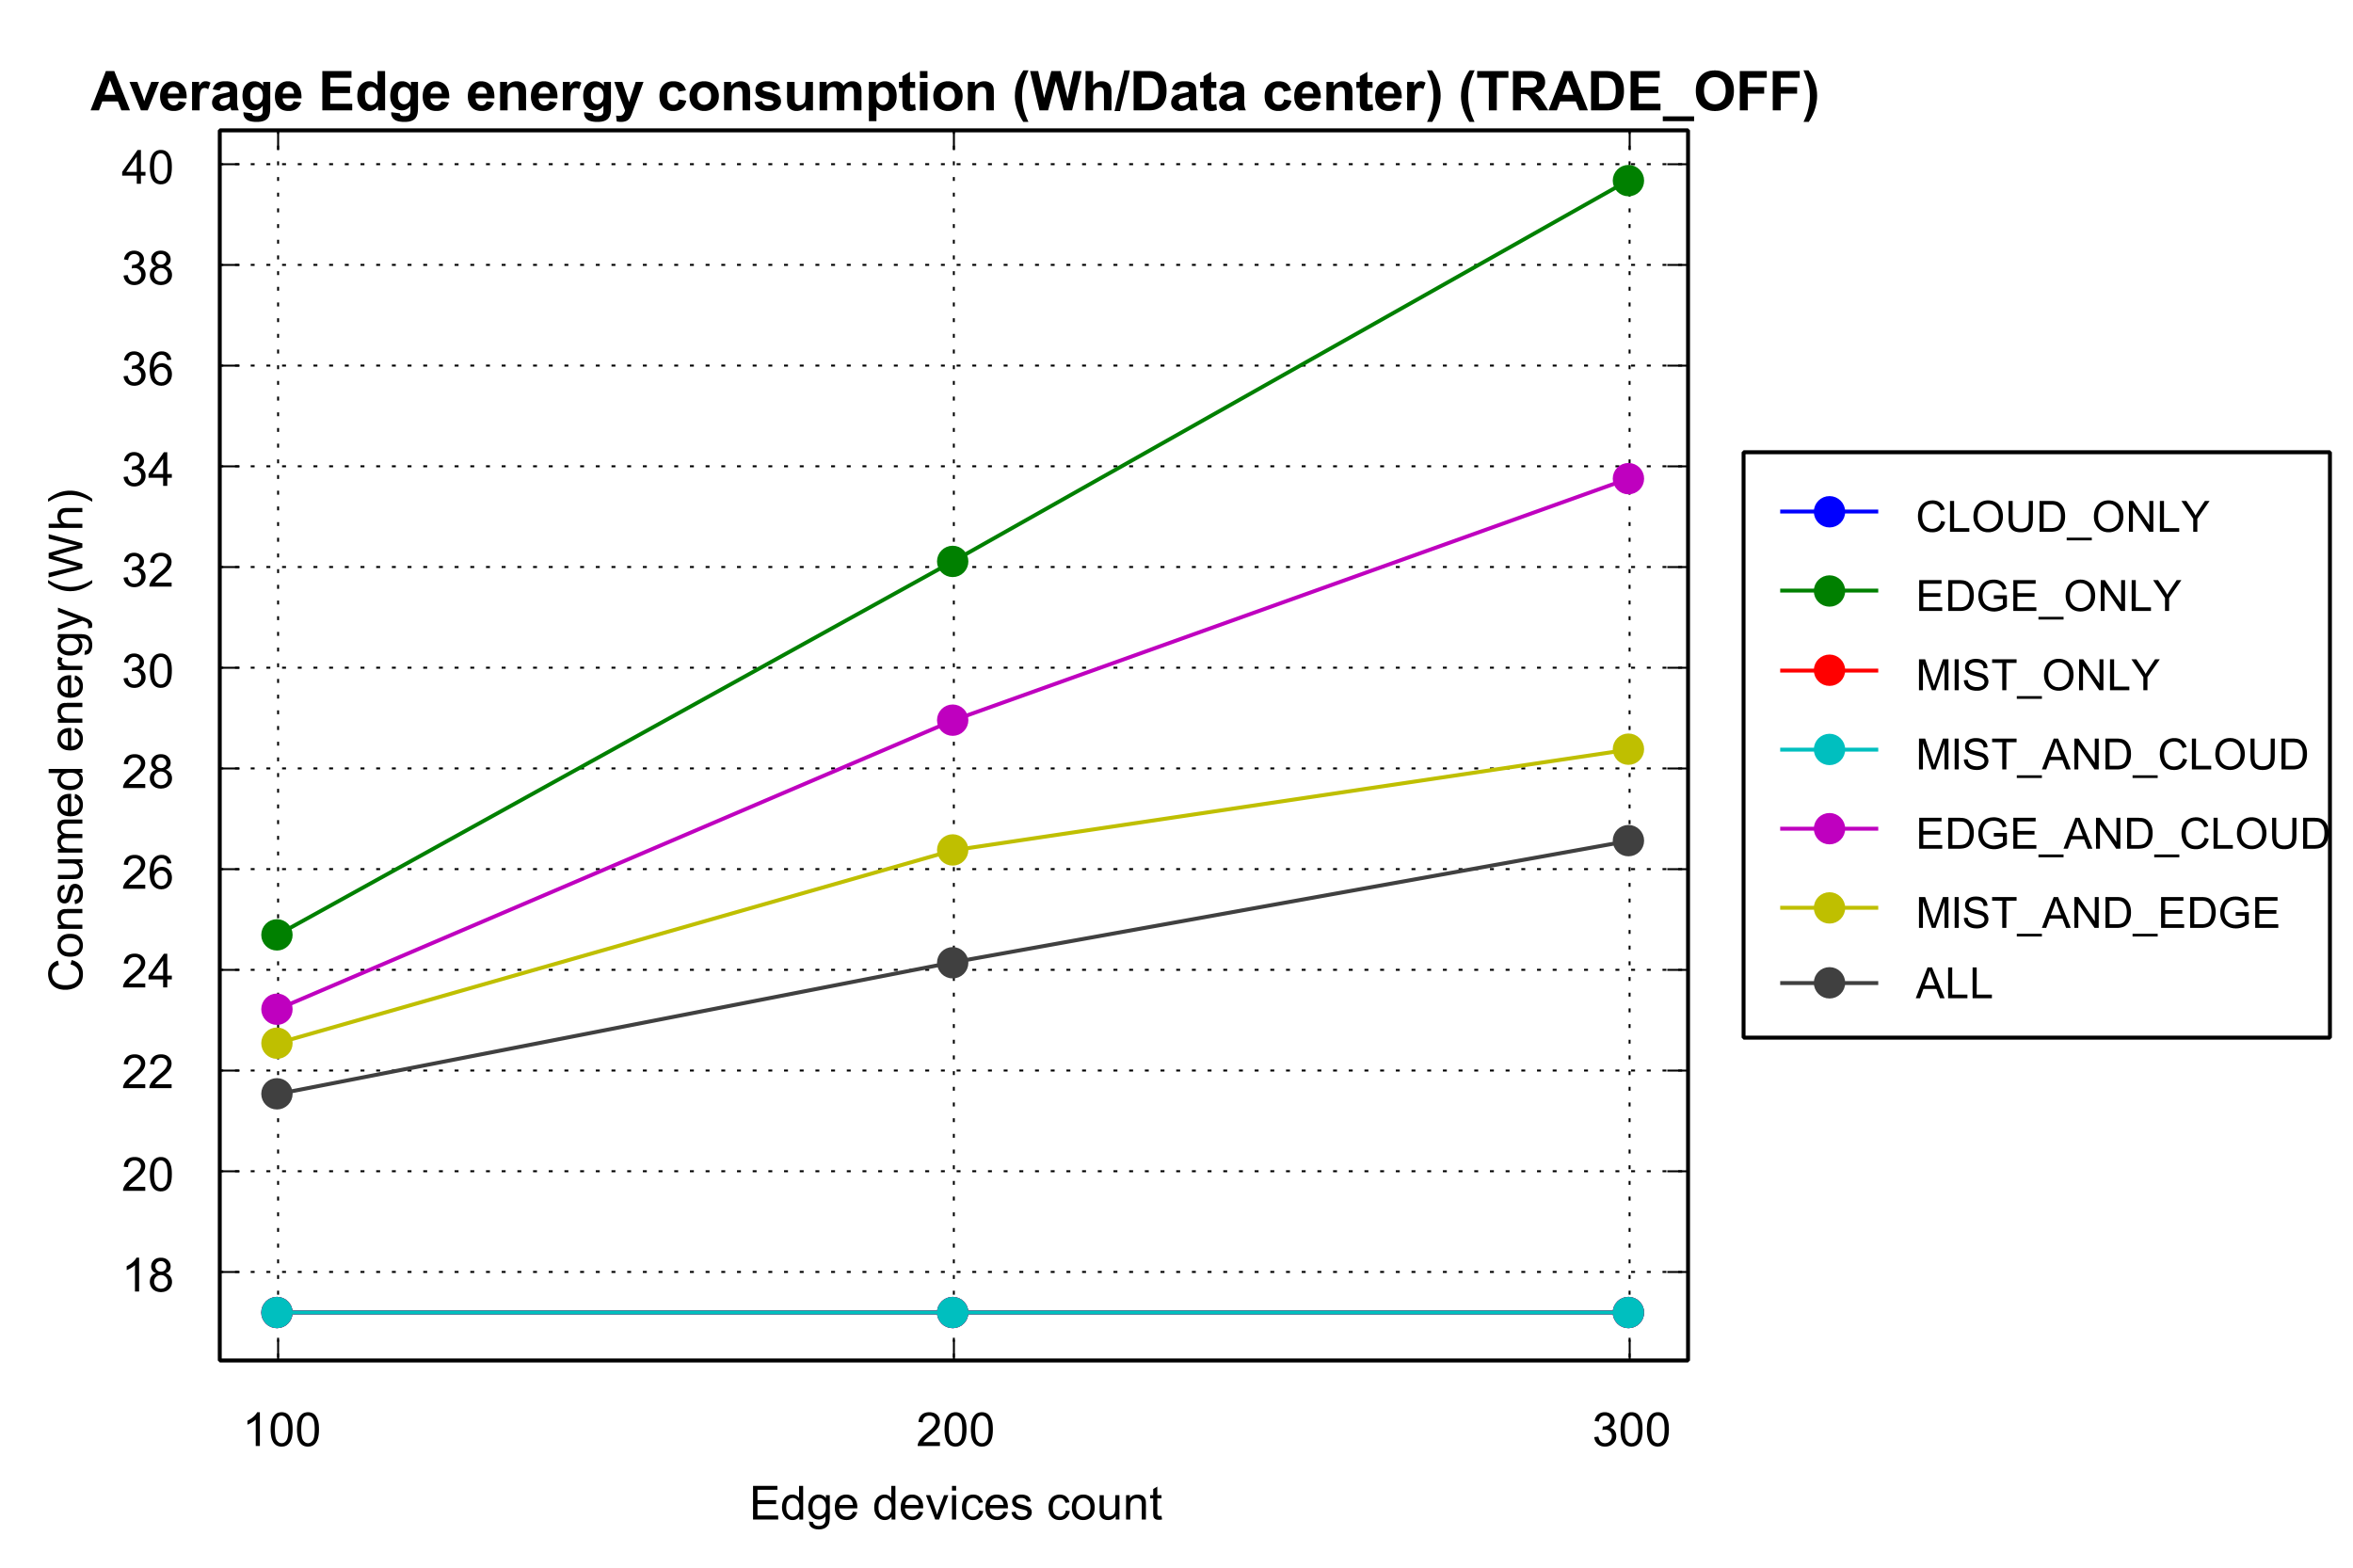 Average Edge energy consumption (Wh/Data center) (TRADE_OFF)
Consumed energy (Wh)
40
38
36
34
32
30
28
26
24
22
20
18
100 200 300
Edge devices count
CLOUD_ONLY
EDGE_ONLY
MIST_ONLY
MIST_AND_CLOUD
EDGE_AND_CLOUD
MIST_AND_EDGE
ALL